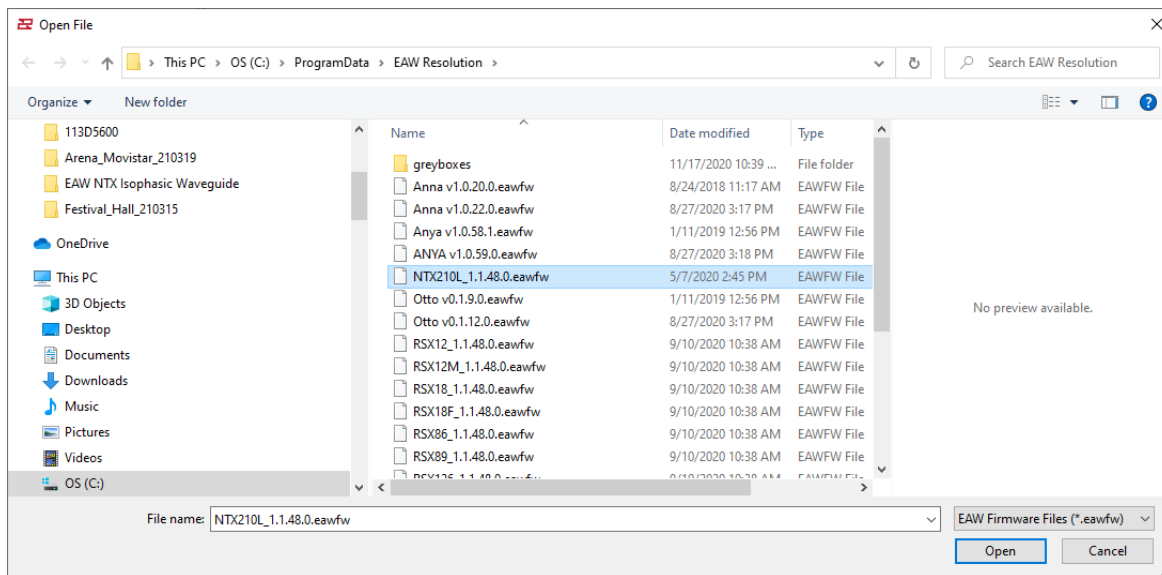 Open File
This PC > OS (C:) > ProgramData > EAW Resolution >
Search EAW Resolution
Organize
New folder
113D5600
Arena_Movistar_210319
EAW NTX Isophasic Waveguide
Festival_Hall_210315
OneDrive
This PC
3D Objects
Desktop
Documents
Downloads
Music
Pictures
Videos
OS (C:)
Name Date modified Type
greyboxes 11/17/2020 10:39 ... File folder
Anna v1.0.20.0.eawfw 8/24/2018 11:17 AM EAWFW File
Anna v1.0.22.0.eawfw 8/27/2020 3:17 PM EAWFW File
Anya v1.0.58.1.eawfw 1/11/2019 12:56 PM EAWFW File
ANYA v1.0.59.0.eawfw 8/27/2020 3:18 PM EAWFW File
NTX210L_1.1.48.0.eawfw 5/7/2020 2:45 PM EAWFW File
Otto v0.1.9.0.eawfw 1/11/2019 12:56 PM EAWFW File
Otto v0.1.12.0.eawfw 8/27/2020 3:17 PM EAWFW File
RSX12_1.1.48.0.eawfw 9/10/2020 10:38 AM EAWFW File
RSX12M_1.1.48.0.eawfw 9/10/2020 10:38 AM EAWFW File
RSX18_1.1.48.0.eawfw 9/10/2020 10:38 AM EAWFW File
RSX18F_1.1.48.0.eawfw 9/10/2020 10:38 AM EAWFW File
RSX86_1.1.48.0.eawfw 9/10/2020 10:38 AM EAWFW File
RSX89_1.1.48.0.eawfw 9/10/2020 10:38 AM EAWFW File
No preview available.
File name: NTX210L_1.1.48.0.eawfw
EAW Firmware Files (*.eawfw)
Open
Cancel